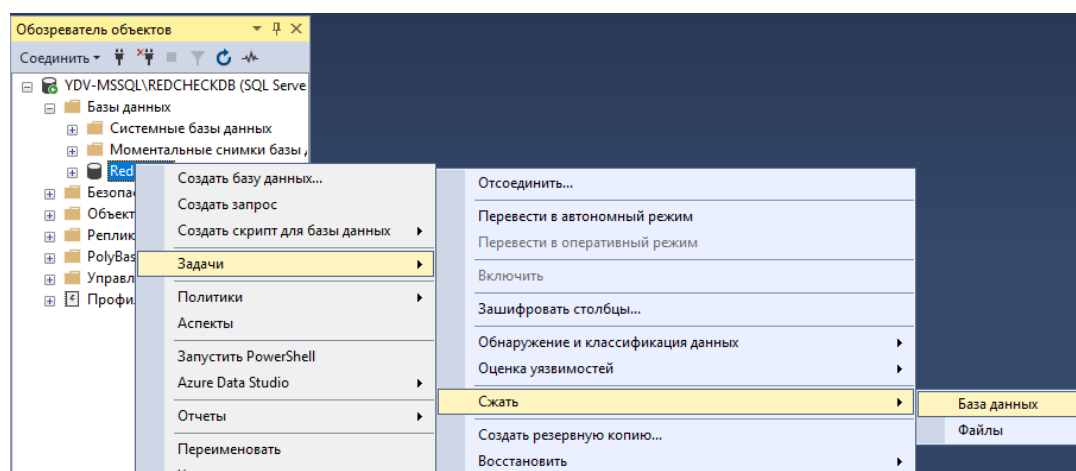 Обозреватель объектов
Соединить
YDV-MSSQL\REDCHECKDB (SQL Serve
Базы данных
Системные базы данных
Моментальные снимки базы
Red
Безопа
Объект
Реплик
PolyBas
Управл
Профи
Создать базу данных...
Создать запрос
Создать скрипт для базы данных
Задачи
Политики
Аспекты
Запустить PowerShell
Azure Data Studio
Отчеты
Переименовать
Отсоединить...
Перевести в автономный режим
Перевести в оперативный режим
Включить
Зашифровать столбцы...
Обнаружение и классификация данных
Оценка уязвимостей
Сжать
Создать резервную копию...
Восстановить
База данных
Файлы